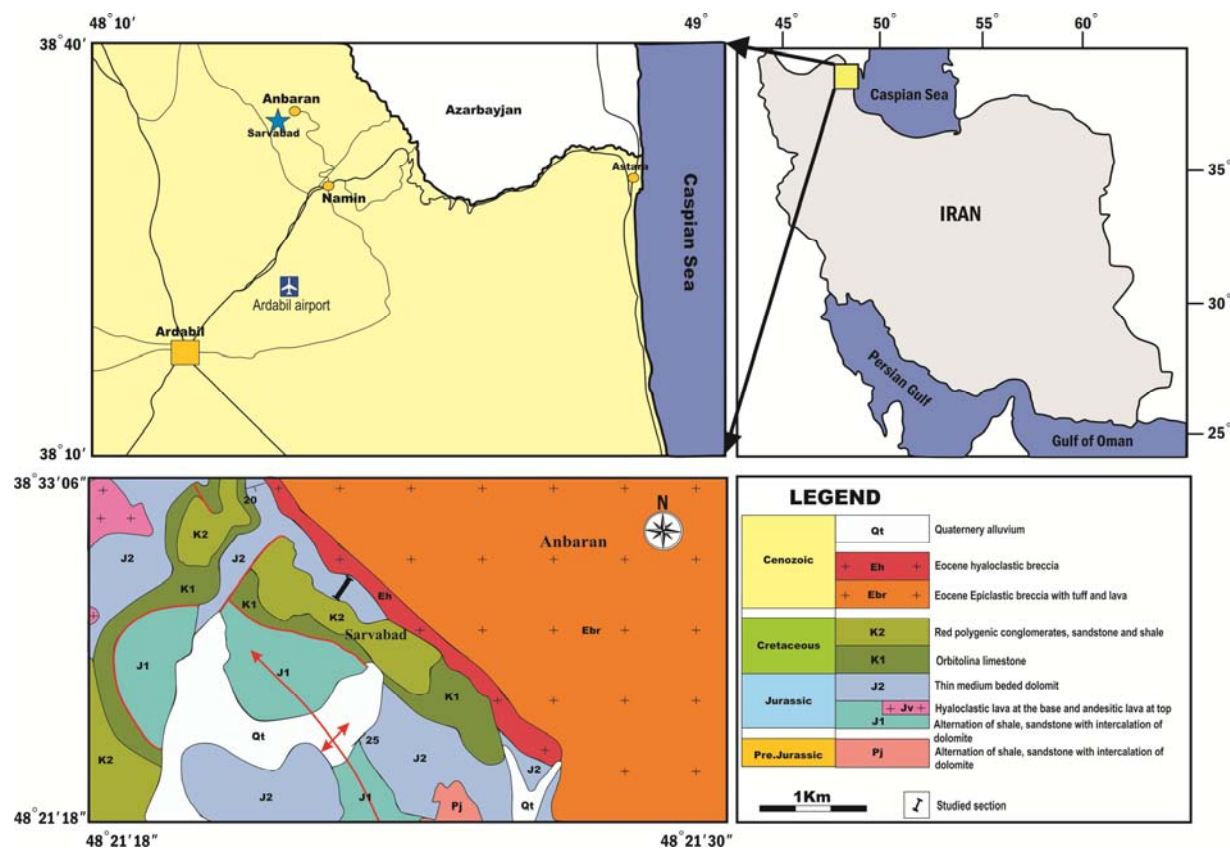 48°10'
49°
38°40'
Anbaran
Sarvabad
Azarbayjan
Astara
Namin
Caspian Sea
Ardabil airport
Ardabil
38°10'
45°
50°
55°
60°
Caspian Sea
35°
IRAN
30°
Persian Gulf
Gulf of Oman
25°
38°33'06"
20
N
K2
Anbaran
J2
J2
K1
K1
Eh
K2
Sarvabad
Ebr
J1
J1
K1
Qt
25
J2
K2
J2
J2
J1
Pj
Qt
48°21'18"
48°21'18"
48°21'30"
LEGEND
Cenozoic
Qt
Quaternery alluvium
Eh
Eocene hyaloclastic breccia
Ebr
Eocene Epiclastic breccia with tuff and lava
Cretaceous
K2
Red polygenic conglomerates, sandstone and shale
K1
Orbitolina limestone
Jurassic
J2
Thin medium beded dolomit
Jv
Hyaloclastic lava at the base and andesitic lava at top
J1
Alternation of shale, sandstone with intercalation of
dolomite
Pre.Jurassic
Pj
Alternation of shale, sandstone with intercalation of
dolomite
1Km
Studied section